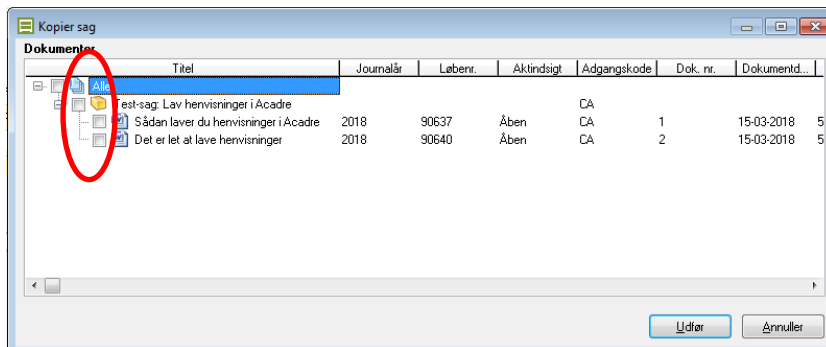 Kopier sag
Dokumenter
Titel Journalår Løbenr. Aktindsigt Adgangskode Dok. nr. Dokumentd...
Alle
Test-sag: Lav henvisninger i Acadre CA
Sådan laver du henvisninger i Acadre 2018 90637 Åben CA 1 15-03-2018 5
Det er let at lave henvisninger 2018 90640 Åben CA 2 15-03-2018 5
Udfør Annuller